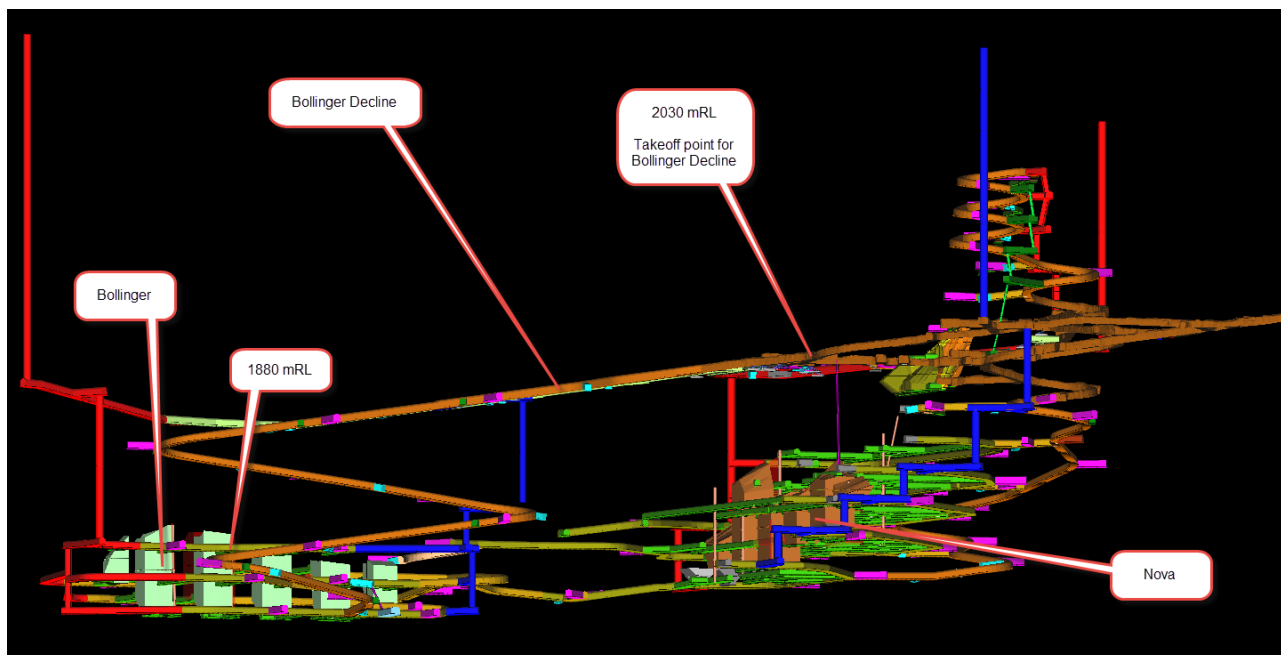 Bollinger Decline
2030 mRL
Takeoff point for
Bollinger Decline
Bollinger
1880 mRL
Nova